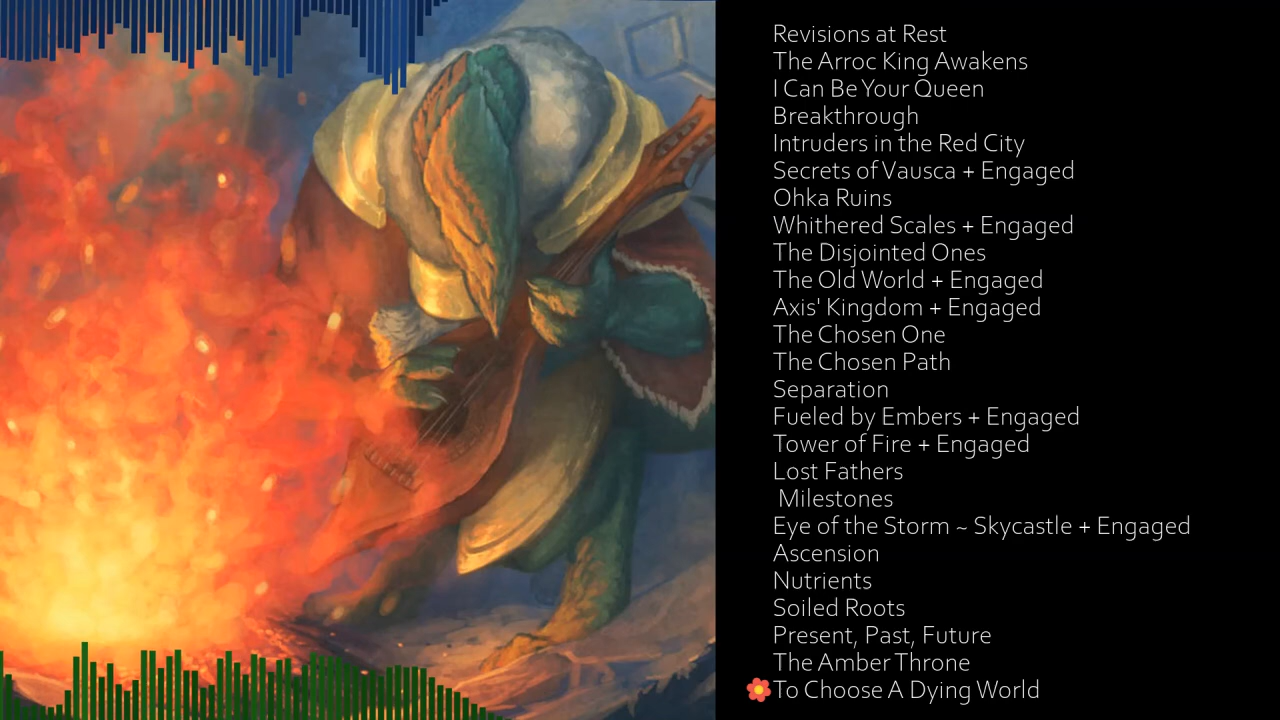 Revisions at Rest
The Arroc King Awakens
I Can Be Your Queen
Breakthrough
Intruders in the Red City
Secrets of Vausca + Engaged
Ohka Ruins
Whithered Scales + Engaged
The Disjointed Ones
The Old World + Engaged
Axis' Kingdom + Engaged
The Chosen One
The Chosen Path
Separation
Fueled by Embers + Engaged
Tower of Fire + Engaged
Lost Fathers
Milestones
Eye of the Storm ~ Skycastle + Engaged
Ascension
Nutrients
Soiled Roots
Present, Past, Future
The Amber Throne
To Choose A Dying World